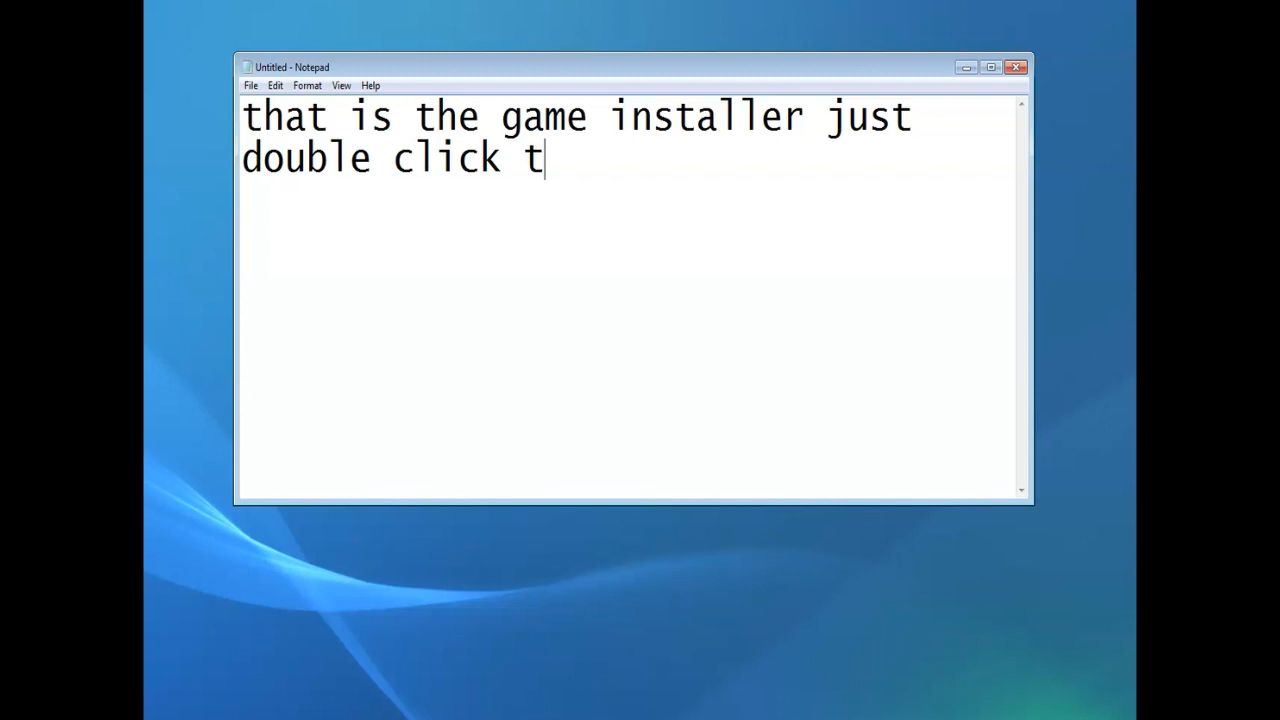 Untitled - Notepad
File Edit Format View Help
that is the game installer just
double click t